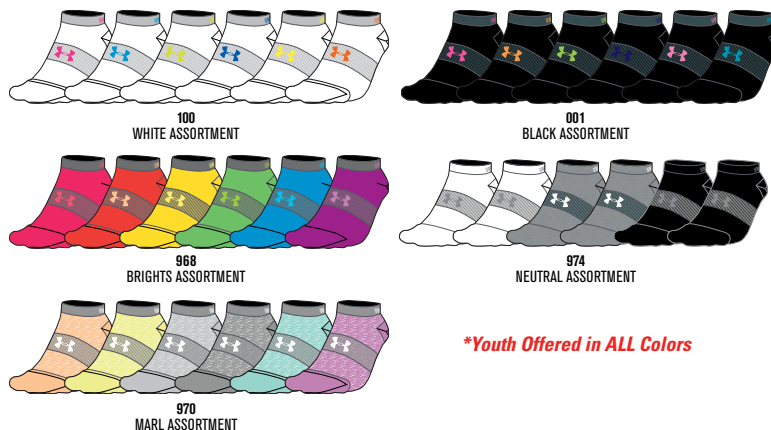 100
WHITE ASSORTMENT
001
BLACK ASSORTMENT
968
BRIGHTS ASSORTMENT
974
NEUTRAL ASSORTMENT
970
MARL ASSORTMENT
*Youth Offered in ALL Colors